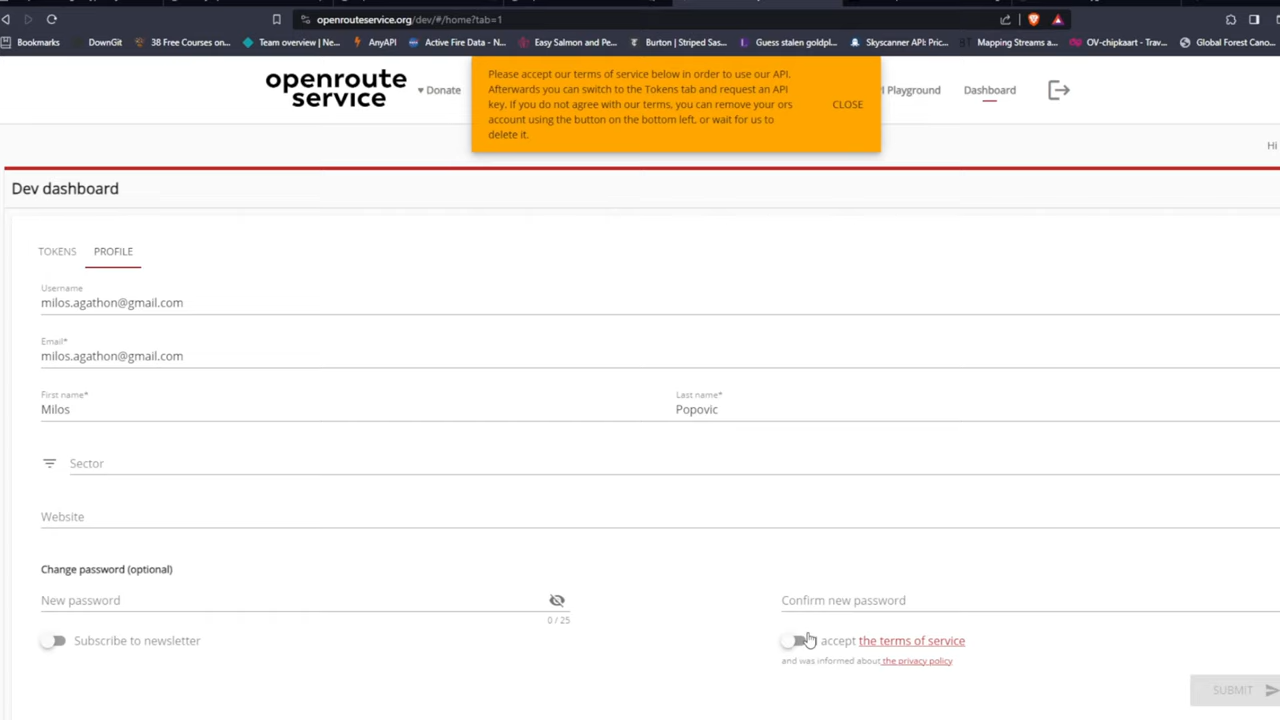 openrouteservice.org/dev/#/home?tab=1
Bookmarks
DownGit
38 Free Courses on...
Team overview | Ne...
AnyAPI
Active Fire Data - N...
Easy Salmon and Pe...
Burton | Striped Sas...
Guess stalen goldpl...
Skyscanner API: Pric...
Mapping Streams a...
OV-chipkaart - Trav...
Global Forest Cano...
openroute
service
Donate
Please accept our terms of service below in order to use our API.
Afterwards you can switch to the Tokens tab and request an API
key. If you do not agree with our terms, you can remove your ors
account using the button on the bottom left, or wait for us to
delete it.
CLOSE
Playground
Dashboard
Hi
Dev dashboard
TOKENS
PROFILE
Username
milos.agathon@gmail.com
Email*
milos.agathon@gmail.com
First name*
Milos
Last name*
Popovic
Sector
Website
Change password (optional)
New password
0 / 25
Confirm new password
Subscribe to newsletter
accept the terms of service
and was informed about the privacy policy
SUBMIT